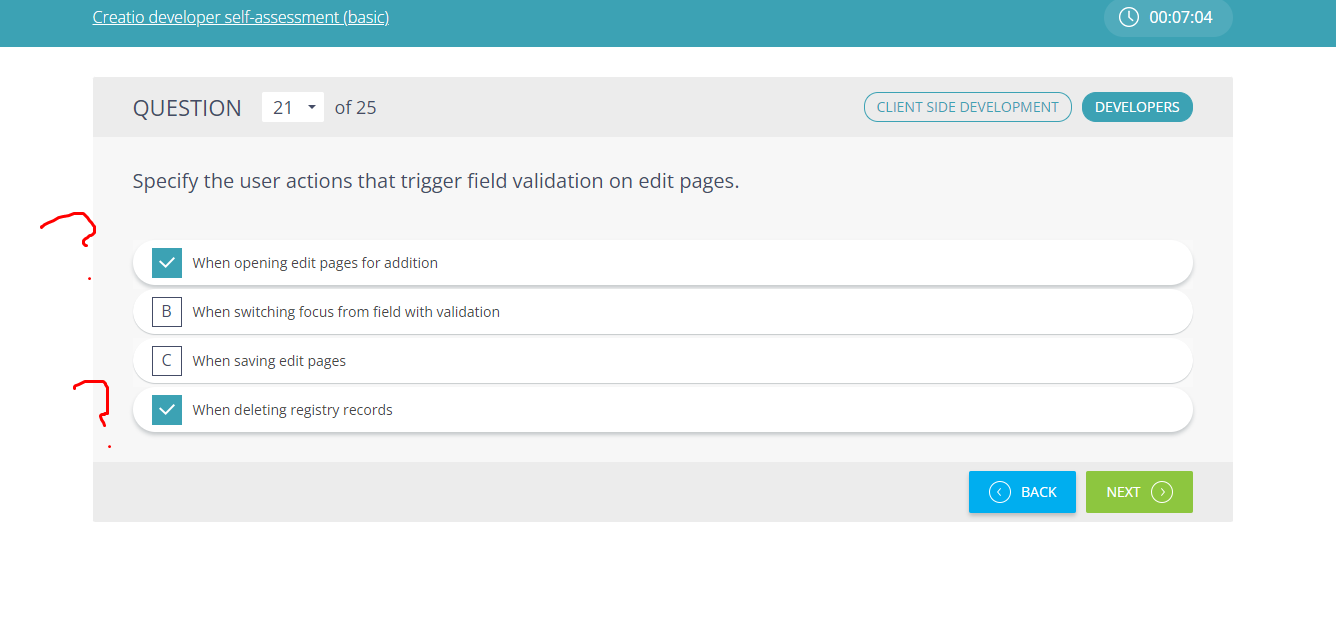 Creatio developer self-assessment (basic)
00:07:04
QUESTION 21 of 25
CLIENT SIDE DEVELOPMENT
DEVELOPERS
Specify the user actions that trigger field validation on edit pages.
?
When opening edit pages for addition
B When switching focus from field with validation
C When saving edit pages
?
When deleting registry records
BACK
NEXT